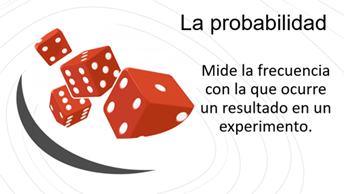 La probabilidad
Mide la frecuencia
con la que ocurre
un resultado en un
experimento.